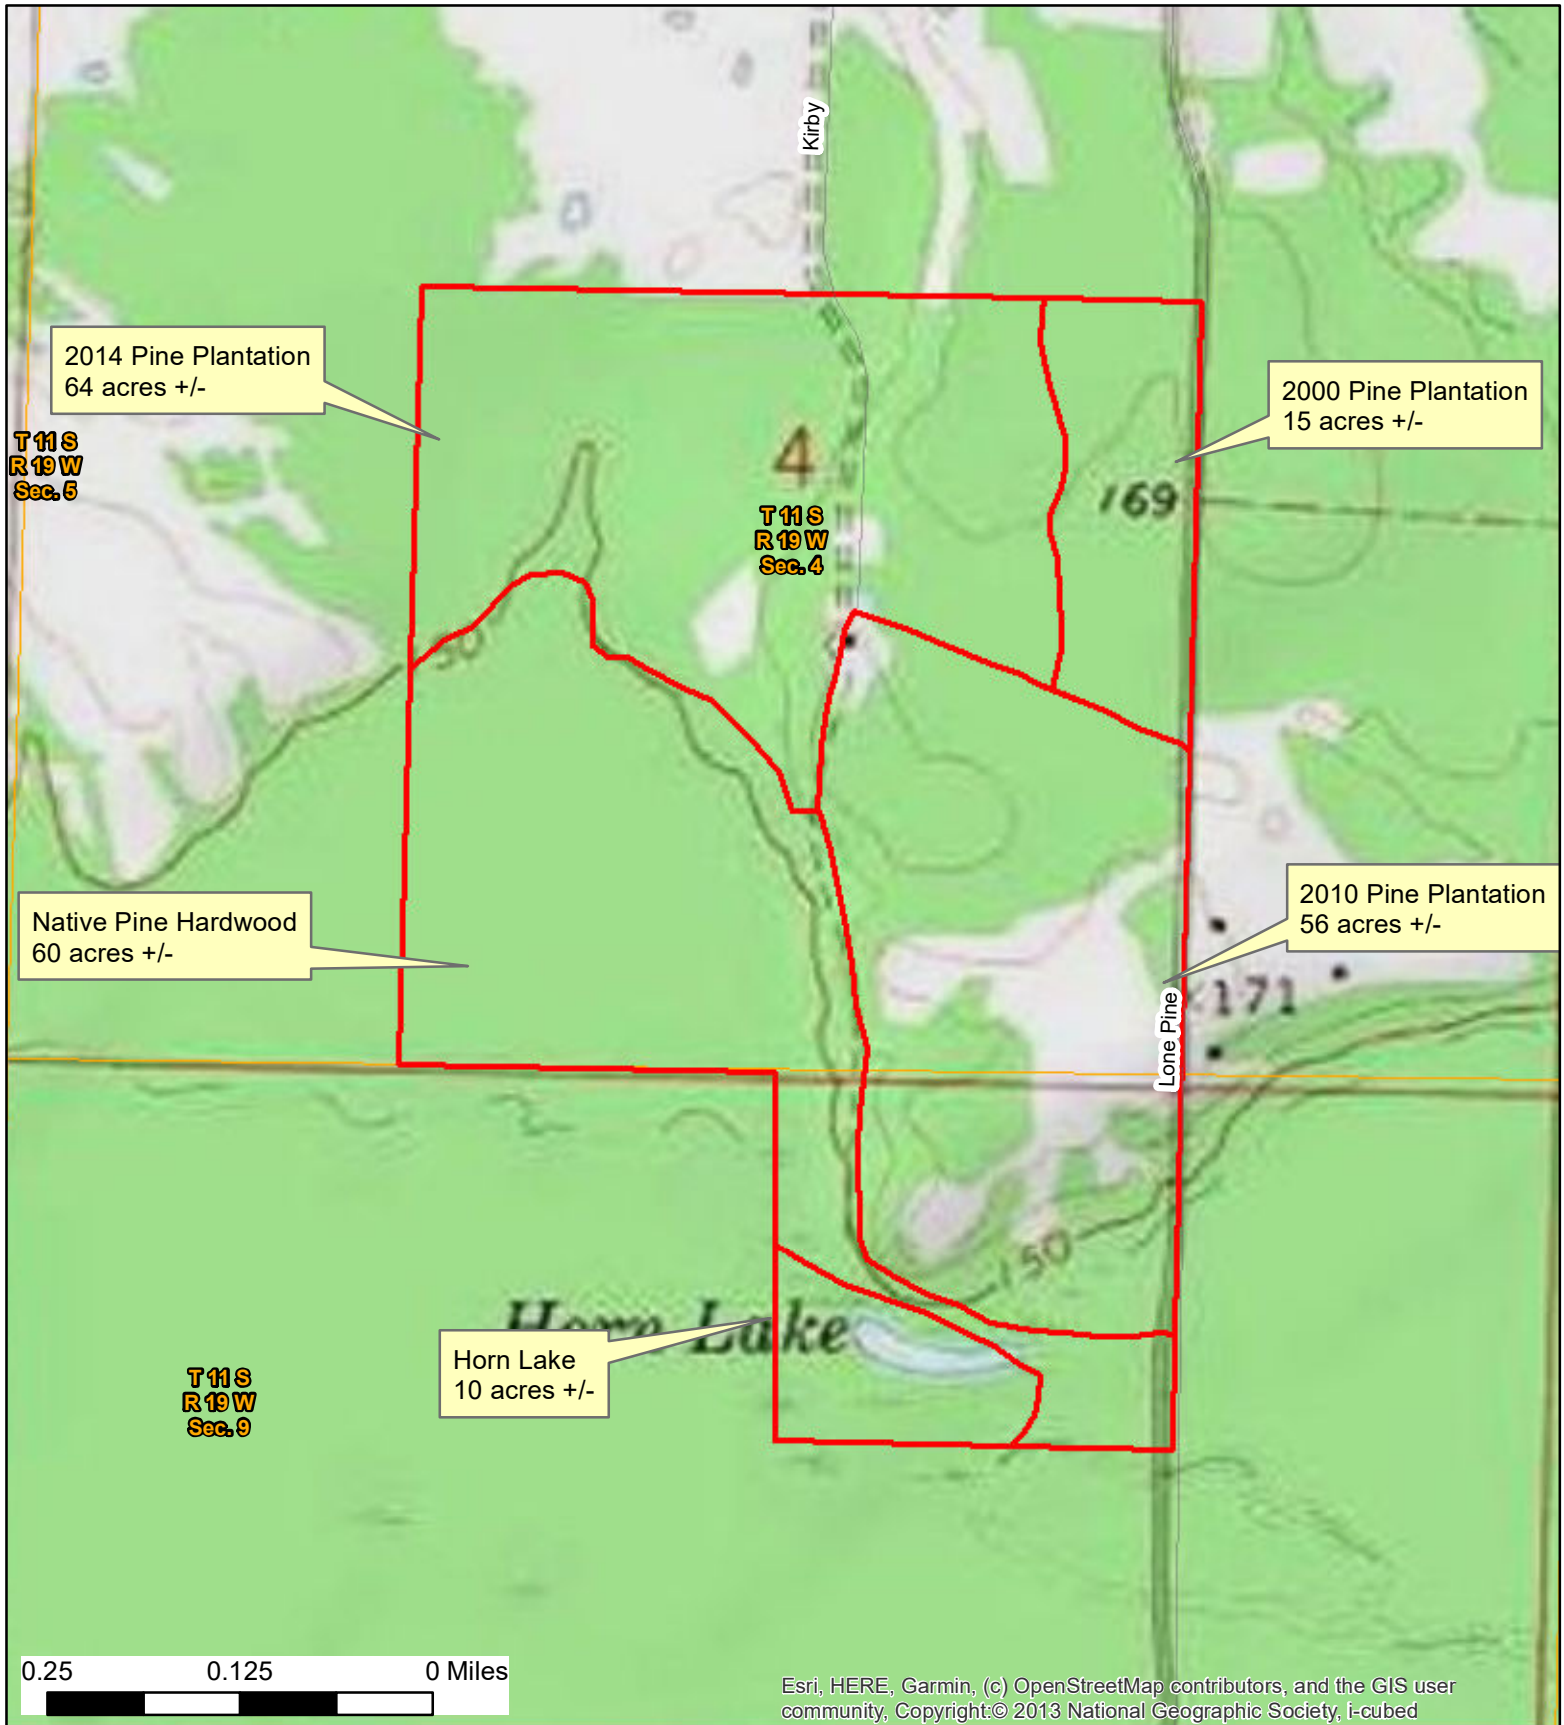 Kirby
2014 Pine Plantation
64 acres +/-
2000 Pine Plantation
15 acres +/-
T 11 S
R 19 W
Sec. 5
4
169
T 11 S
R 19 W
Sec. 4
50
Native Pine Hardwood
60 acres +/-
2010 Pine Plantation
56 acres +/-
×171
Lone Pine
150
Horn Lake
Horn Lake
10 acres +/-
T 11 S
R 19 W
Sec. 9
0.25 0.125 0 Miles
Esri, HERE, Garmin, (c) OpenStreetMap contributors, and the GIS user
community, Copyright:© 2013 National Geographic Society, i-cubed